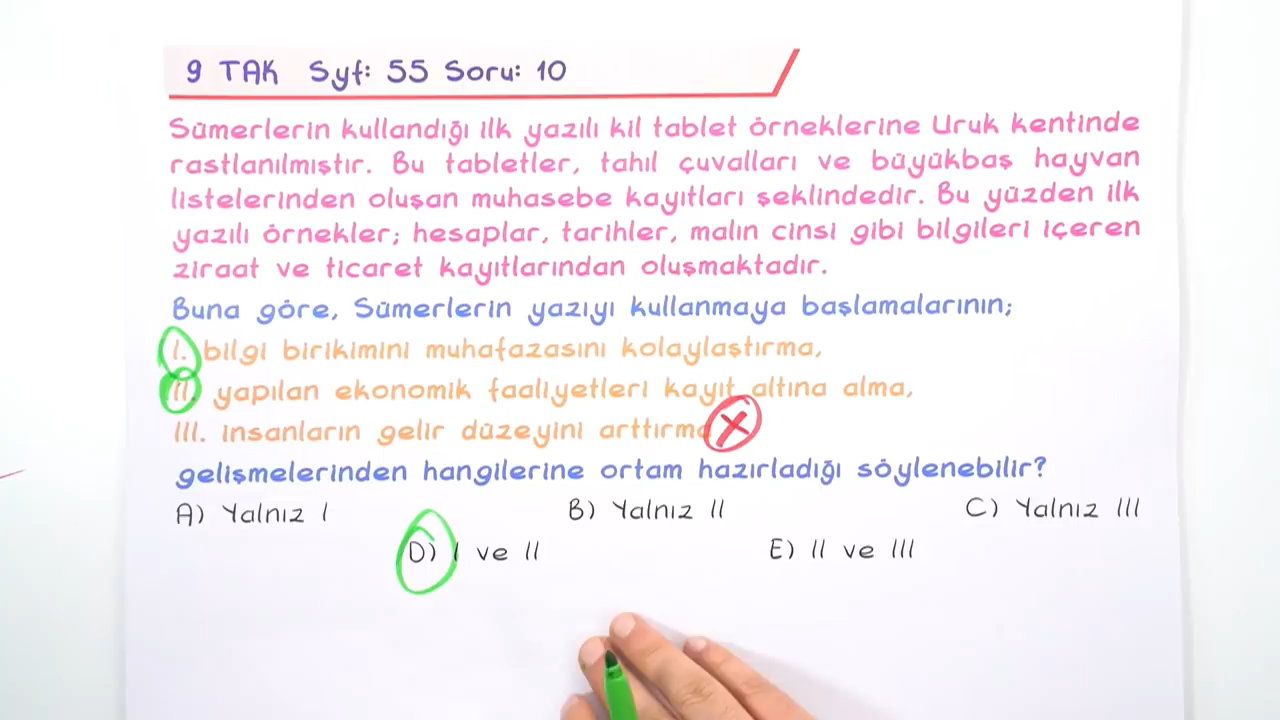 9 TAK Syf: 55 Soru: 10
Sümerlerin kullandığı ilk yazılı kil tablet örneklerine Uruk kentinde
rastlanılmıştır. Bu tabletler, tahıl çuvalları ve büyükbaş hayvan
listelerinden oluşan muhasebe kayıtları şeklindedir. Bu yüzden ilk
yazılı örnekler; hesaplar, tarihler, malın cinsi gibi bilgileri içeren
ziraat ve ticaret kayıtlarından oluşmaktadır.
Buna göre, Sümerlerin yazıyı kullanmaya başlamalarının;
I. bilgi birikimini muhafazasını kolaylaştırma,
II. yapılan ekonomik faaliyetleri kayıt altına alma,
III. insanların gelir düzeyini arttırma
gelişmelerinden hangilerine ortam hazırladığı söylenebilir?
A) Yalnız I B) Yalnız II C) Yalnız III
D) I ve II E) II ve III